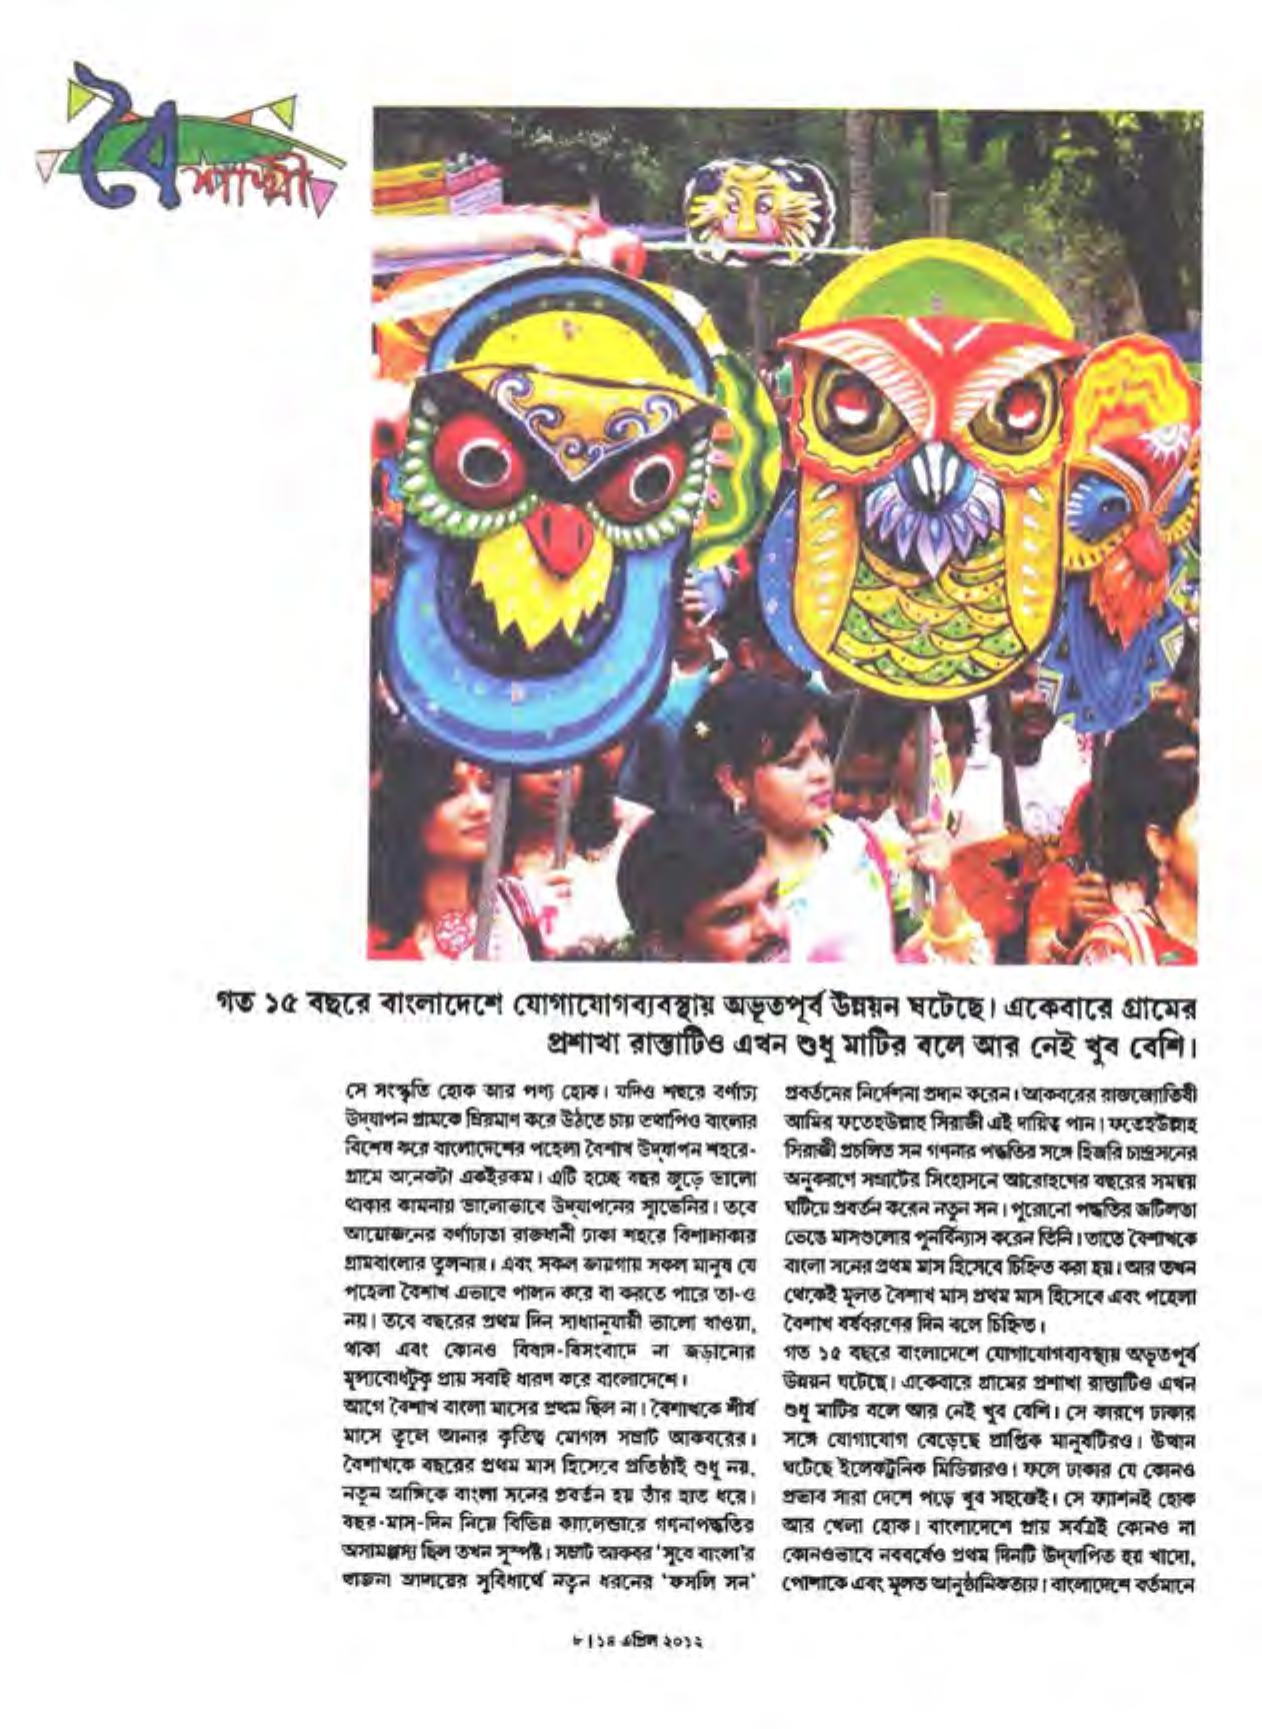 বৈশাখী
গত ১৫ বছরে বাংলাদেশে যোগাযোগব্যবস্থায় অভূতপূর্ব উন্নয়ন ঘটেছে। একেবারে গ্রামের
প্রশাখা রাস্তাটিও এখন শুধু মাটির বলে আর নেই খুব বেশি।
সে সংস্কৃতি হোক আর পণ্য হোক। যদিও শহরে বর্ণাঢ্য
উদ্‌যাপন গ্রামকে ম্রিয়মাণ করে উঠতে চায় তথাপিও বাংলার
বিশেষ করে বাংলাদেশের পহেলা বৈশাখ উদ্‌যাপন শহরে-
গ্রামে অনেকটা একইরকম। এটি হচ্ছে বছর জুড়ে ভালো
থাকার কামনায় ভালোভাবে উদ্‌যাপনের স্যুভেনির। তবে
আয়োজনের বর্ণাঢ্যতা রাজধানী ঢাকা শহরে বিশালাকার
গ্রামবাংলার তুলনায়। এবং সকল জায়গায় সকল মানুষ যে
পহেলা বৈশাখ এভাবে পালন করে বা করতে পারে তা-ও
নয়। তবে বছরের প্রথম দিন সাধ্যানুযায়ী ভালো খাওয়া,
থাকা এবং কোনও বিবাদ-বিসংবাদে না জড়ানোর
মূল্যবোধটুকু প্রায় সবাই ধারণ করে বাংলাদেশে।
আগে বৈশাখ বাংলা মাসের প্রথম ছিল না। বৈশাখকে শীর্ষ
মাসে তুলে আনার কৃতিত্ব মোগল সম্রাট আকবরের।
বৈশাখকে বছরের প্রথম মাস হিসেবে প্রতিষ্ঠাই শুধু নয়,
নতুন আঙ্গিকে বাংলা সনের প্রবর্তন হয় তাঁর হাত ধরে।
বছর-মাস-দিন নিয়ে বিভিন্ন ক্যালেন্ডারে গণনাপদ্ধতির
অসামঞ্জস্য ছিল তখন সুস্পষ্ট। সম্রাট আকবর ‘সুবে বাংলা’র
খাজনা আদায়ের সুবিধার্থে নতুন ধরনের ‘ফসলি সন’
প্রবর্তনের নির্দেশনা প্রদান করেন। আকবরের রাজজ্যোতিষী
আমির ফতেহউল্লাহ সিরাজী এই দায়িত্ব পান। ফতেহউল্লাহ
সিরাজী প্রচলিত সন গণনার পদ্ধতির সঙ্গে হিজরি চান্দ্রসনের
অনুকরণে সম্রাটের সিংহাসনে আরোহণের বছরের সমন্বয়
ঘটিয়ে প্রবর্তন করেন নতুন সন। পুরোনো পদ্ধতির জটিলতা
ভেঙে মাসগুলোর পুনর্বিন্যাস করেন তিনি। তাতে বৈশাখকে
বাংলা সনের প্রথম মাস হিসেবে চিহ্নিত করা হয়। আর তখন
থেকেই মূলত বৈশাখ মাস প্রথম মাস হিসেবে এবং পহেলা
বৈশাখ বর্ষবরণের দিন বলে চিহ্নিত।
গত ১৫ বছরে বাংলাদেশে যোগাযোগব্যবস্থায় অভূতপূর্ব
উন্নয়ন ঘটেছে। একেবারে গ্রামের প্রশাখা রাস্তাটিও এখন
শুধু মাটির বলে আর নেই খুব বেশি। সে কারণে ঢাকার
সঙ্গে যোগাযোগ বেড়েছে প্রান্তিক মানুষটিরও। উত্থান
ঘটেছে ইলেকট্রনিক মিডিয়ারও। ফলে ঢাকার যে কোনও
প্রভাব সারা দেশে পড়ে খুব সহজেই। সে ফ্যাশনই হোক
আর খেলা হোক। বাংলাদেশে প্রায় সর্বত্রই কোনও না
কোনওভাবে নববর্ষেও প্রথম দিনটি উদ্‌যাপিত হয় খাদ্যে,
পোশাকে এবং মূলত আনুষ্ঠানিকতায়। বাংলাদেশে বর্তমানে
৮ | ১৪ এপ্রিল ২০১২